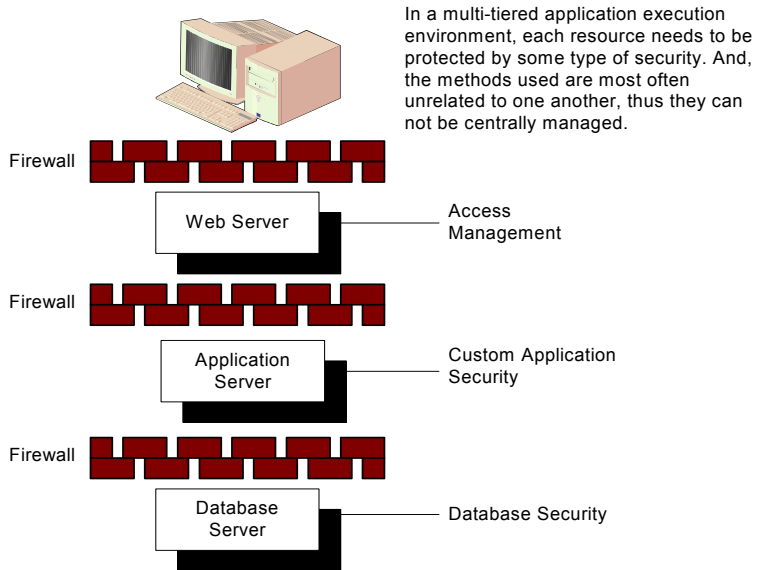 In a multi-tiered application execution
environment, each resource needs to be
protected by some type of security. And,
the methods used are most often
unrelated to one another, thus they can
not be centrally managed.
Firewall
Web Server
Access
Management
Firewall
Application
Server
Custom Application
Security
Firewall
Database
Server
Database Security